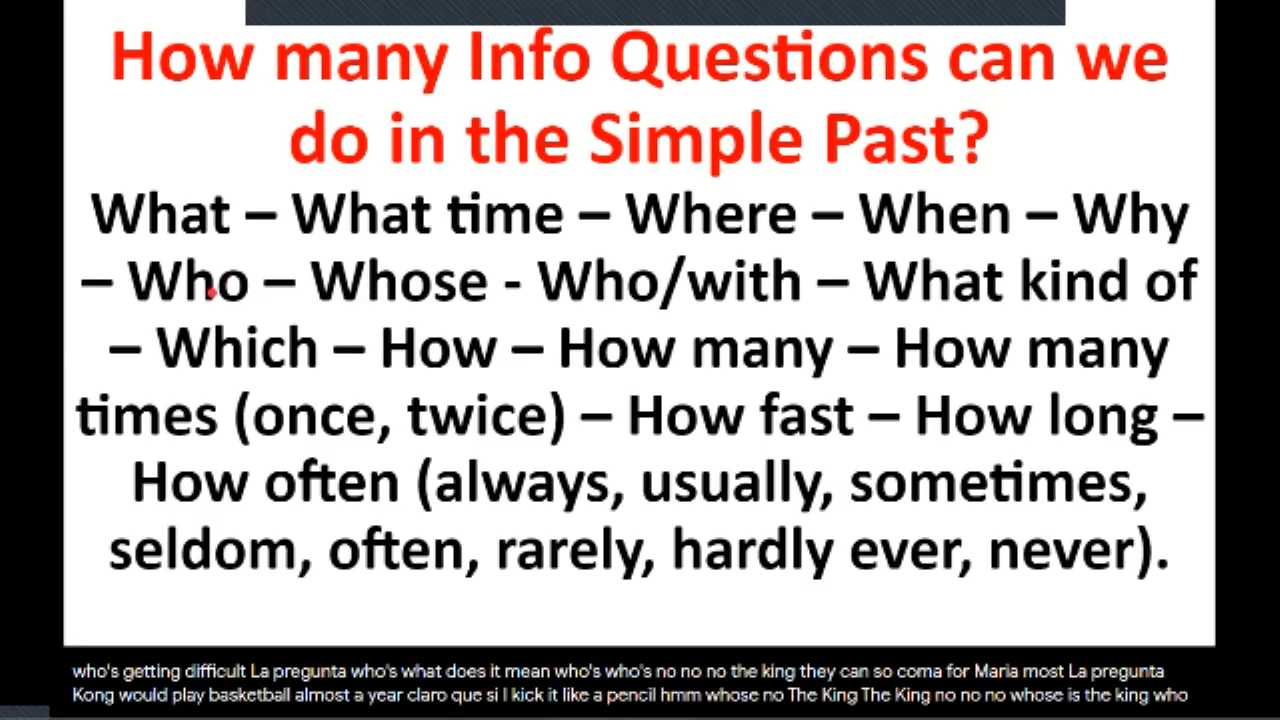 How many Info Questions can we
do in the Simple Past?
What – What time – Where – When – Why
– Who – Whose - Who/with – What kind of
– Which – How – How many – How many
times (once, twice) – How fast – How long –
How often (always, usually, sometimes,
seldom, often, rarely, hardly ever, never).
who's getting difficult La pregunta who's what does it mean who's who's no no no the king they can so coma for Maria most La pregunta
Kong would play basketball almost a year claro que si I kick it like a pencil hmm whose no The King The King no no no whose is the king who